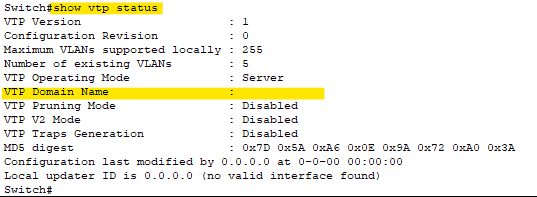 Switch#show vtp status
VTP Version : 1
Configuration Revision : 0
Maximum VLANs supported locally : 255
Number of existing VLANs : 5
VTP Operating Mode : Server
VTP Domain Name :
VTP Pruning Mode : Disabled
VTP V2 Mode : Disabled
VTP Traps Generation : Disabled
MD5 digest : 0x7D 0x5A 0xA6 0x0E 0x9A 0x72 0xA0 0x3A
Configuration last modified by 0.0.0.0 at 0-0-00 00:00:00
Local updater ID is 0.0.0.0 (no valid interface found)
Switch#